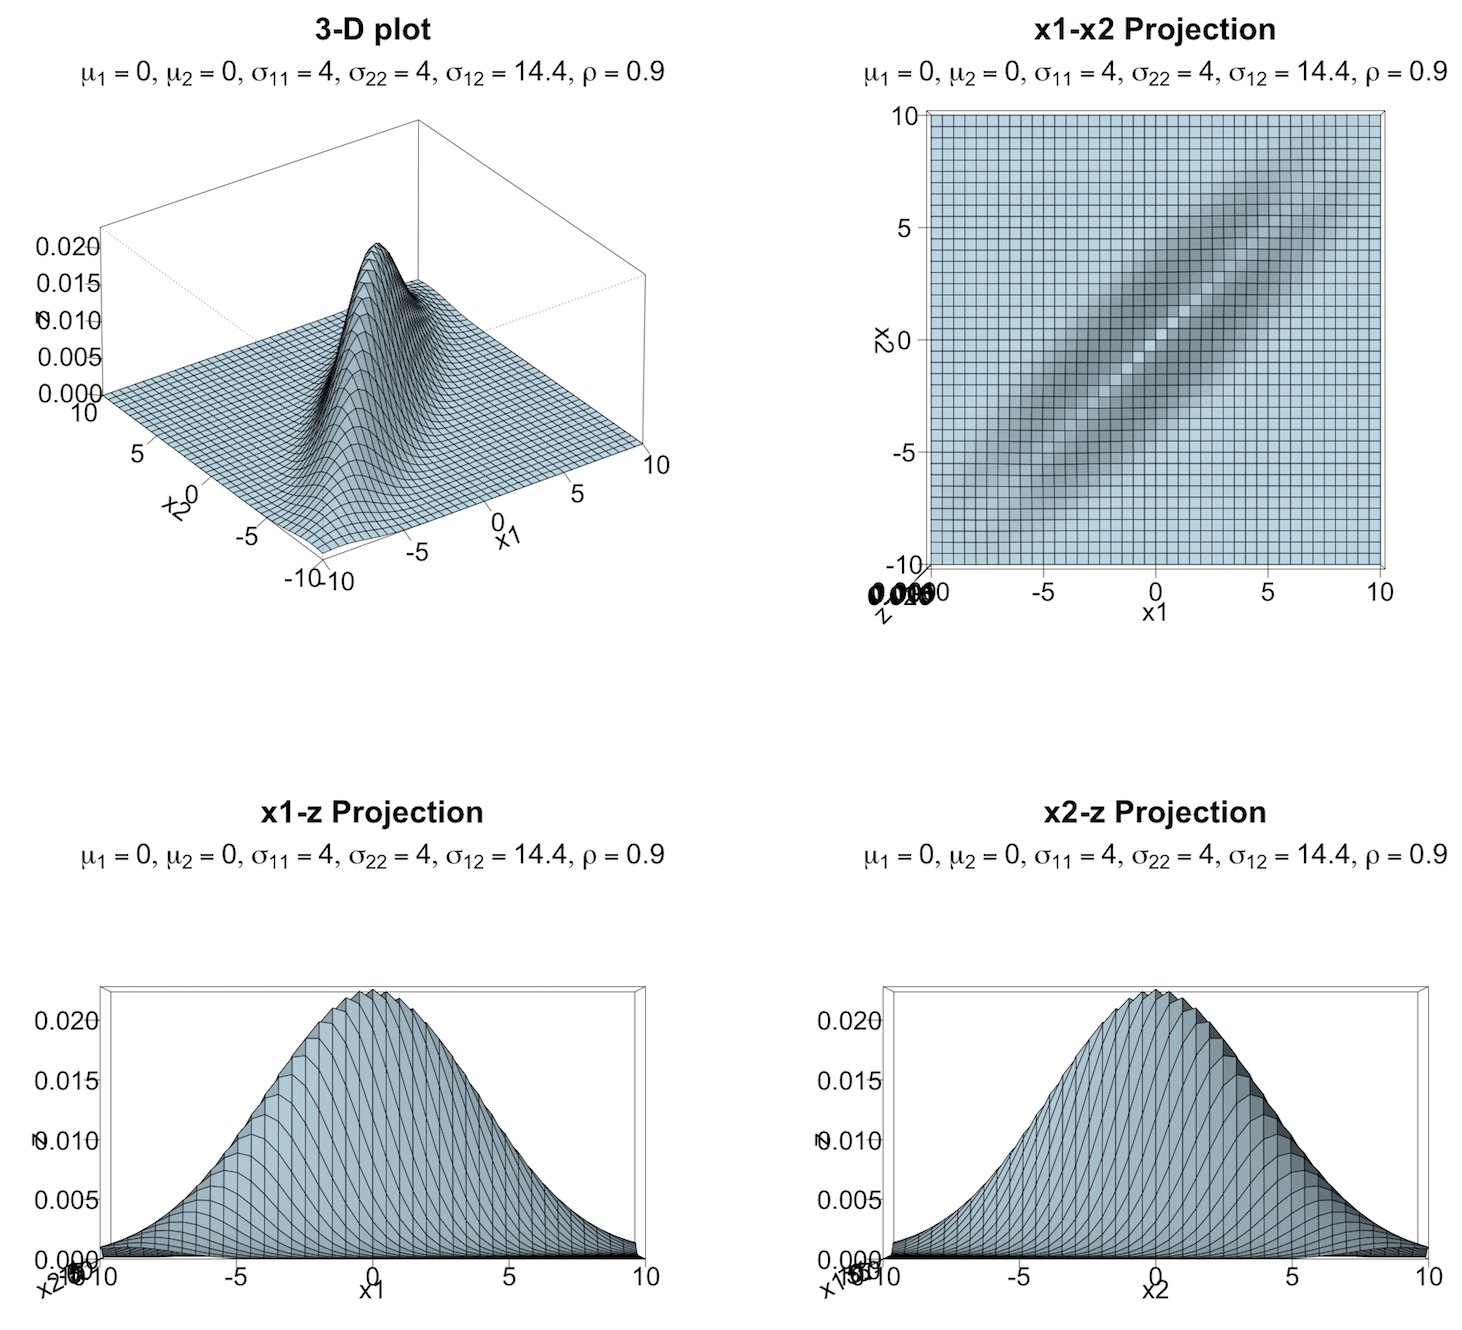 3-D plot
μ₁ = 0, μ₂ = 0, σ₁₁ = 4, σ₂₂ = 4, σ₁₂ = 14.4, ρ = 0.9
0.020
0.015
0.010
z
0.005
0.000
10
5
0
x2
-5
-10
-10
-5
0
x1
5
10
x1-x2 Projection
μ₁ = 0, μ₂ = 0, σ₁₁ = 4, σ₂₂ = 4, σ₁₂ = 14.4, ρ = 0.9
10
5
x2
0
-5
-10
z
-5
0
5
10
x1
x1-z Projection
μ₁ = 0, μ₂ = 0, σ₁₁ = 4, σ₂₂ = 4, σ₁₂ = 14.4, ρ = 0.9
0.020
0.015
z
0.010
0.005
0.000
x2
-5
0
5
10
x1
x2-z Projection
μ₁ = 0, μ₂ = 0, σ₁₁ = 4, σ₂₂ = 4, σ₁₂ = 14.4, ρ = 0.9
0.020
0.015
z
0.010
0.005
0.000
x1
-5
0
5
10
x2